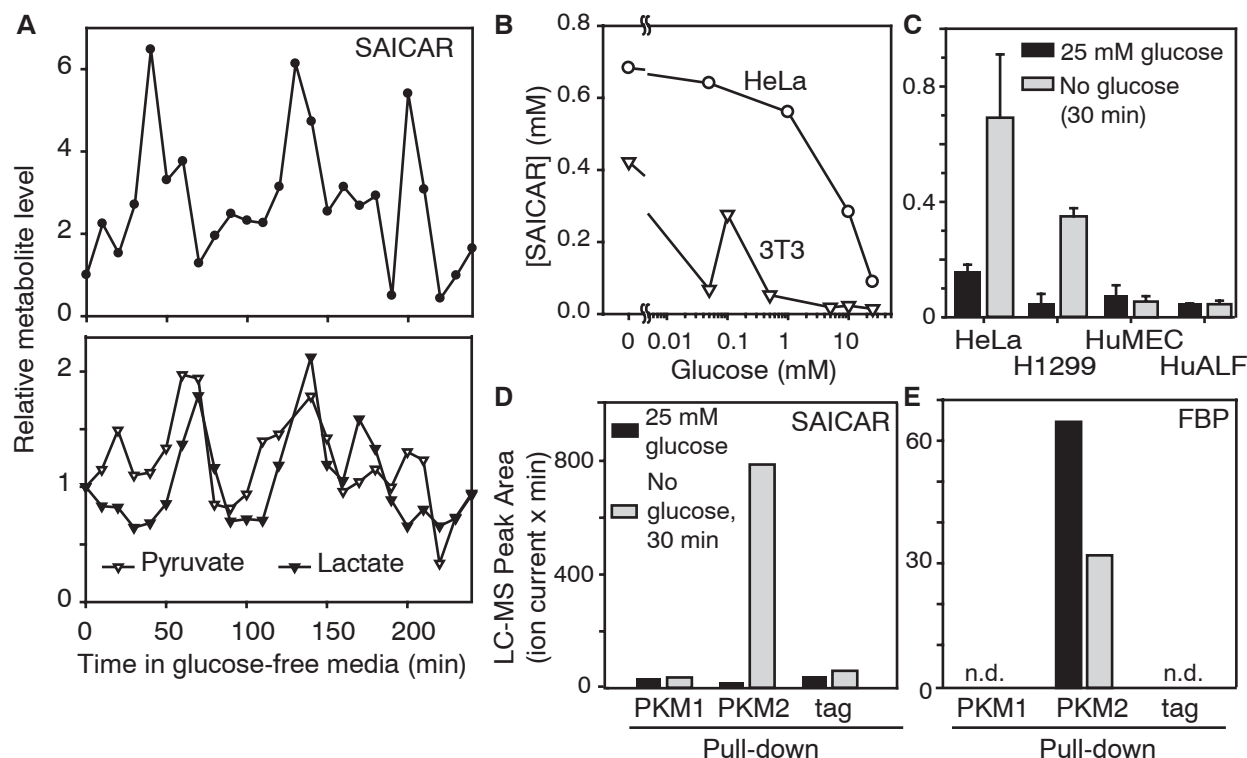 A
SAICAR
Relative metabolite level
6
4
2
0
2
1
0
Pyruvate
Lactate
0
50
100
150
200
Time in glucose-free media (min)
B
[SAICAR] (mM)
0.8
0.6
0.4
0.2
0.0
HeLa
3T3
0
0.01
0.1
1
10
Glucose (mM)
C
25 mM glucose
No glucose
(30 min)
0.8
0.4
0
HeLa
H1299
HuMEC
HuALF
D
SAICAR
25 mM
glucose
No
glucose,
30 min
LC-MS Peak Area
(ion current x min)
800
400
0
PKM1
PKM2
tag
Pull-down
E
FBP
60
30
0
n.d.
n.d.
PKM1
PKM2
tag
Pull-down